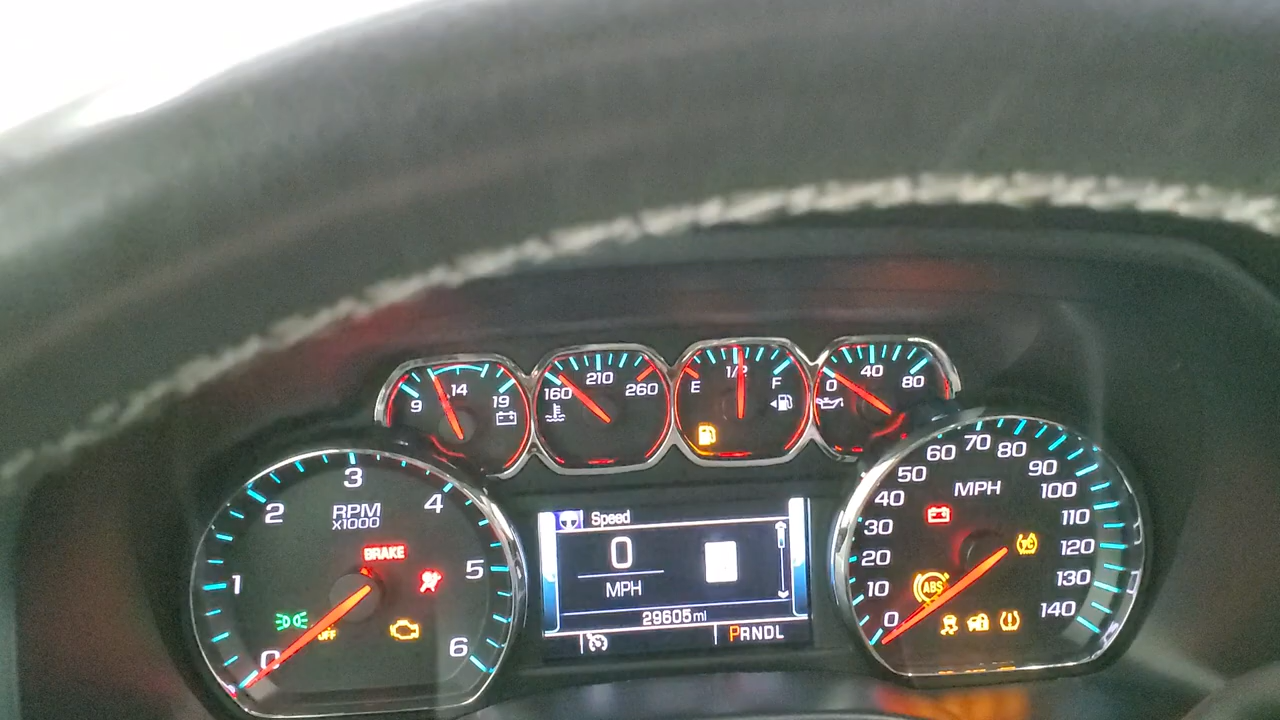 9 14 19
160 210 260
E 1/2 F
0 40 80
0 1 2 3 4 5 6
RPM
x1000
BRAKE
OFF
Speed
0
MPH
29605 mi
PRNDL
0 10 20 30 40 50 60 70 80 90 100 110 120 130 140
MPH
ABS